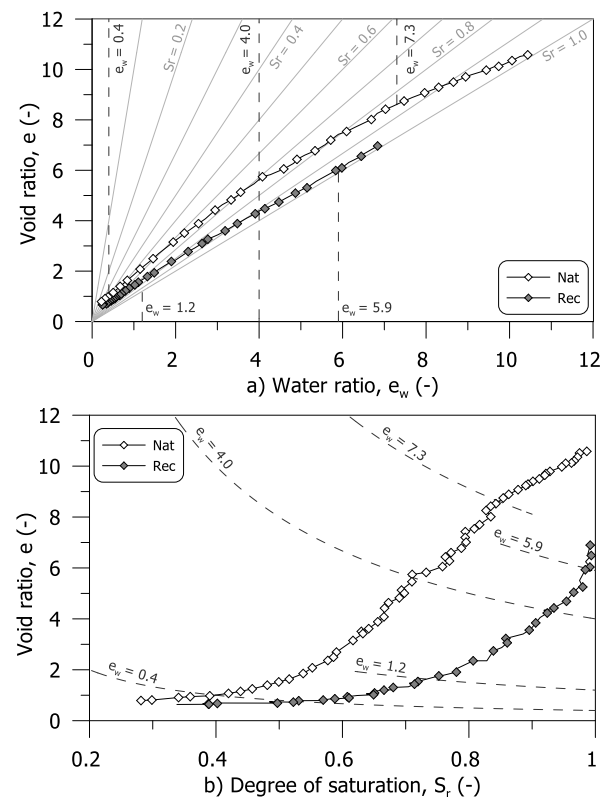 12
10
8
6
4
2
0
Void ratio, e (-)
e_w = 0.4
Sr = 0.2
e_w = 4.0
Sr = 0.4
Sr = 0.6
e_w = 7.3
Sr = 0.8
Sr = 1.0
e_w = 1.2
e_w = 5.9
Nat
Rec
0 2 4 6 8 10 12
a) Water ratio, e_w (-)
12
10
8
6
4
2
0
Void ratio, e (-)
Nat
Rec
e_w = 4.0
e_w = 7.3
e_w = 5.9
e_w = 1.2
e_w = 0.4
0.2 0.4 0.6 0.8 1
b) Degree of saturation, S_r (-)